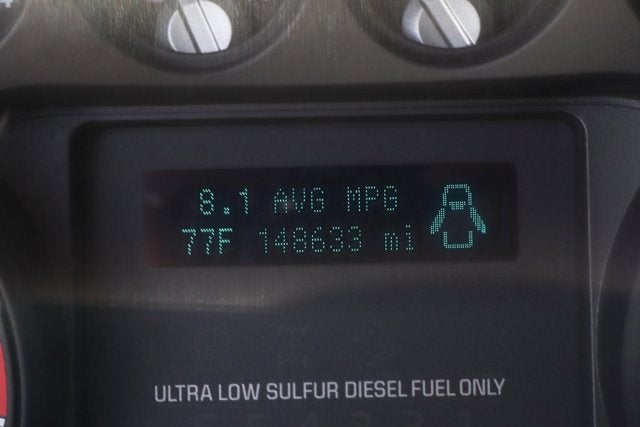 8.1 AVG MPG
77F 148633 mi
ULTRA LOW SULFUR DIESEL FUEL ONLY